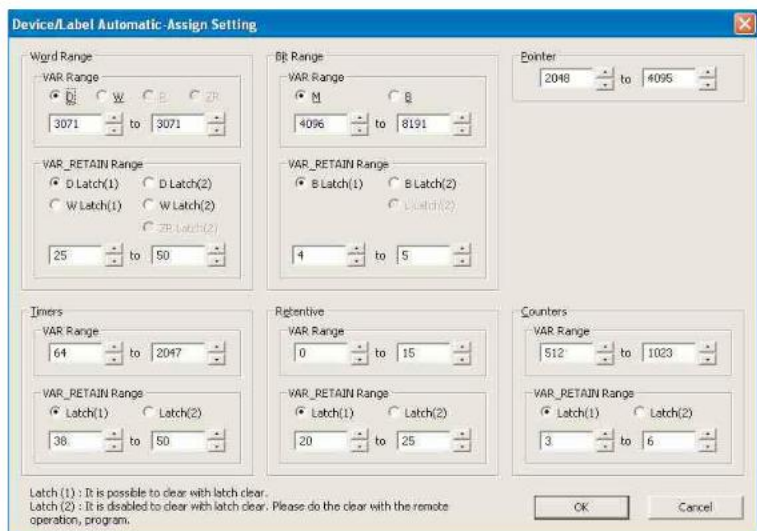 Device/Label Automatic-Assign Setting
Word Range
VAR Range
D W R ZR
3071 to 3071
VAR_RETAIN Range
D Latch(1) D Latch(2)
W Latch(1) W Latch(2)
ZR Latch(2)
25 to 50
Bit Range
VAR Range
M B
4096 to 8191
VAR_RETAIN Range
B Latch(1) B Latch(2)
L Latch(2)
4 to 5
Pointer
2048 to 4095
Timers
VAR Range
64 to 2047
VAR_RETAIN Range
Latch(1) Latch(2)
38 to 50
Retentive
VAR Range
0 to 15
VAR_RETAIN Range
Latch(1) Latch(2)
20 to 25
Counters
VAR Range
512 to 1023
VAR_RETAIN Range
Latch(1) Latch(2)
3 to 6
Latch (1) : It is possible to clear with latch clear.
Latch (2) : It is disabled to clear with latch clear. Please do the clear with the remote
operation, program.
OK Cancel